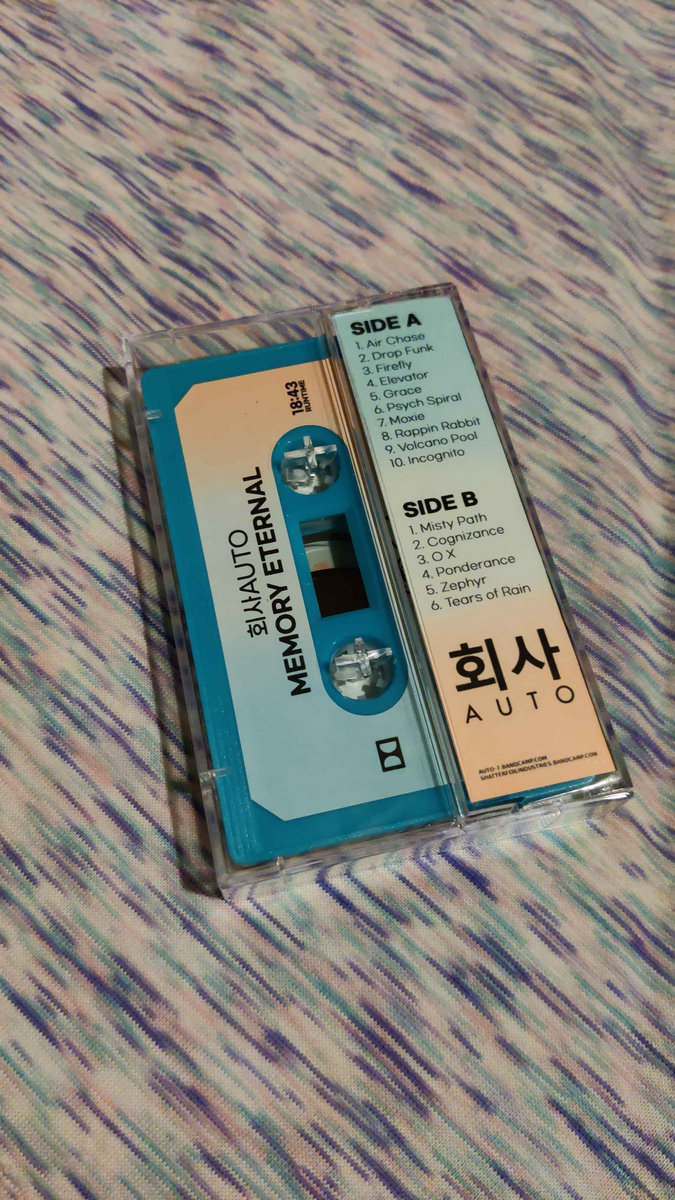 18:43
RUNTIME
회사AUTO
MEMORY ETERNAL
SIDE A
1. Air Chase
2. Drop Funk
3. Firefly
4. Elevator
5. Grace
6. Psych Spiral
7. Moxie
8. Rappin Rabbit
9. Volcano Pool
10. Incognito
SIDE B
1. Misty Path
2. Cognizance
3. O X
4. Ponderance
5. Zephyr
6. Tears of Rain
회사
AUTO
AUTO-7.BANDCAMP.COM
SHATTERFOILINDUSTRIES.BANDCAMP.COM